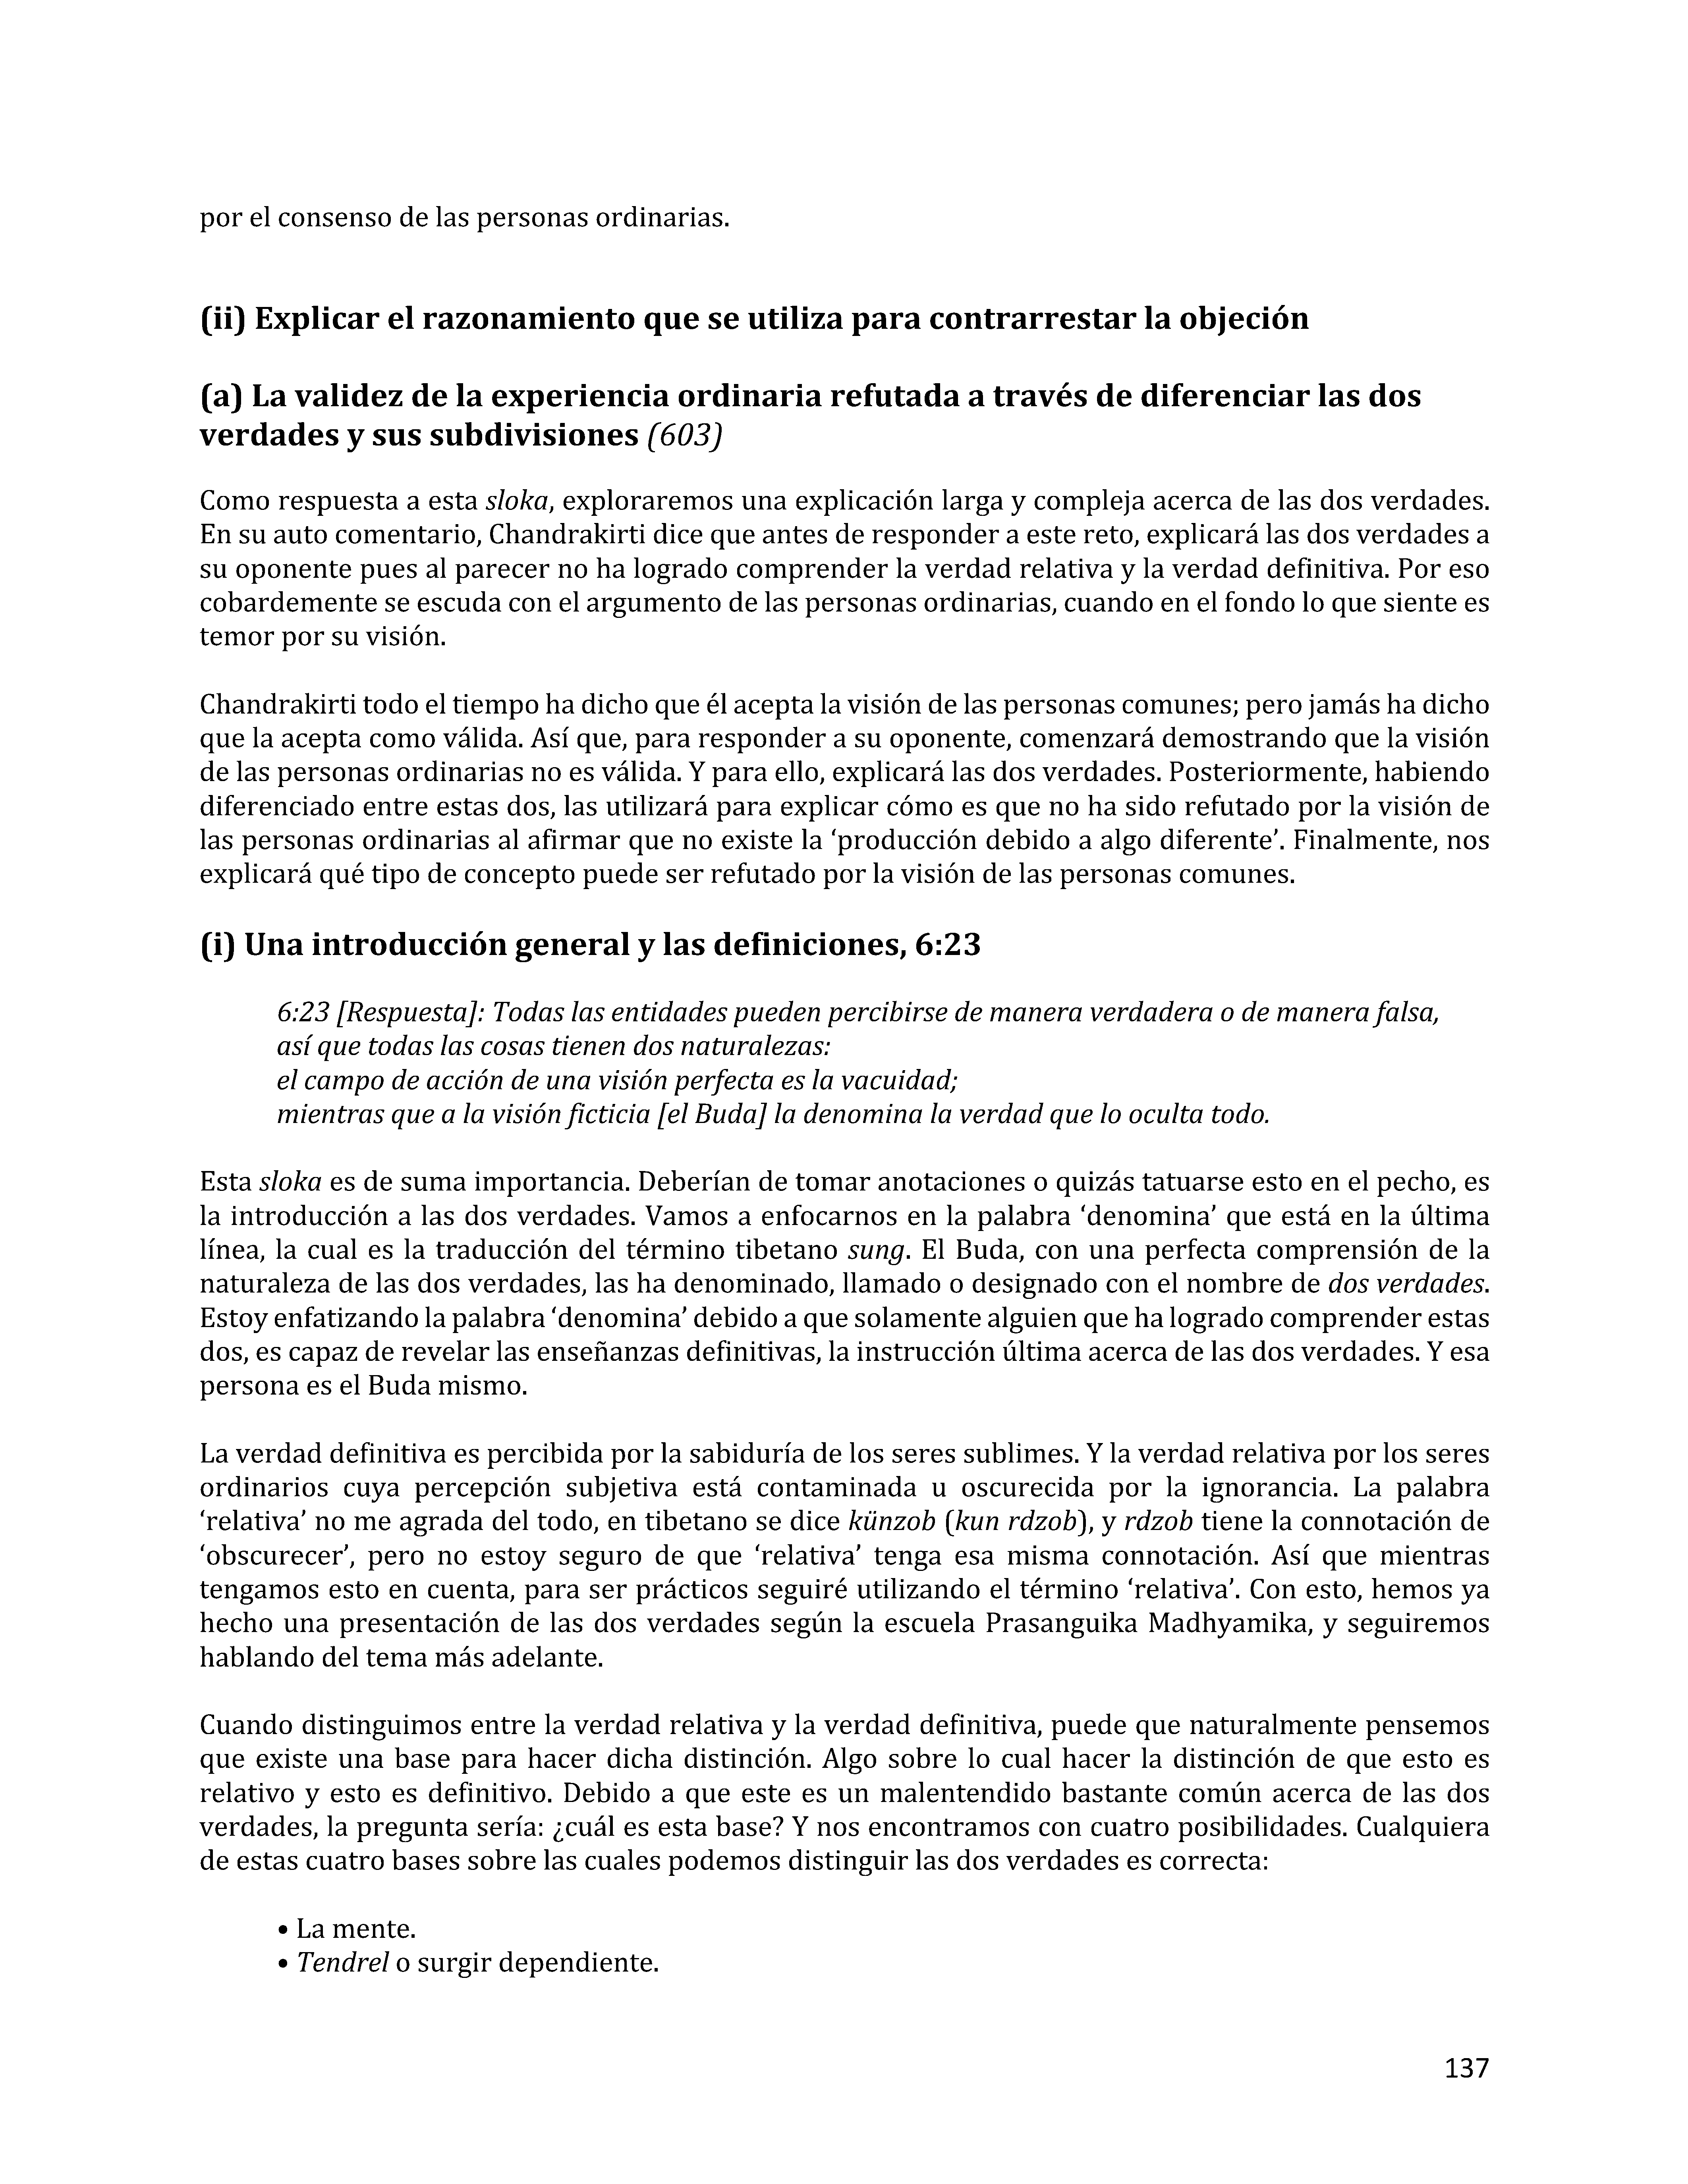 por el consenso de las personas ordinarias.
(ii) Explicar el razonamiento que se utiliza para contrarrestar la objeción
(a) La validez de la experiencia ordinaria refutada a través de diferenciar las dos
verdades y sus subdivisiones (603)
Como respuesta a esta sloka, exploraremos una explicación larga y compleja acerca de las dos verdades.
En su auto comentario, Chandrakirti dice que antes de responder a este reto, explicará las dos verdades a
su oponente pues al parecer no ha logrado comprender la verdad relativa y la verdad definitiva. Por eso
cobardemente se escuda con el argumento de las personas ordinarias, cuando en el fondo lo que siente es
temor por su visión.
Chandrakirti todo el tiempo ha dicho que él acepta la visión de las personas comunes; pero jamás ha dicho
que la acepta como válida. Así que, para responder a su oponente, comenzará demostrando que la visión
de las personas ordinarias no es válida. Y para ello, explicará las dos verdades. Posteriormente, habiendo
diferenciado entre estas dos, las utilizará para explicar cómo es que no ha sido refutado por la visión de
las personas ordinarias al afirmar que no existe la ‘producción debido a algo diferente’. Finalmente, nos
explicará qué tipo de concepto puede ser refutado por la visión de las personas comunes.
(i) Una introducción general y las definiciones, 6:23
6:23 [Respuesta]: Todas las entidades pueden percibirse de manera verdadera o de manera falsa,
así que todas las cosas tienen dos naturalezas:
el campo de acción de una visión perfecta es la vacuidad;
mientras que a la visión ficticia [el Buda] la denomina la verdad que lo oculta todo.
Esta sloka es de suma importancia. Deberían de tomar anotaciones o quizás tatuarse esto en el pecho, es
la introducción a las dos verdades. Vamos a enfocarnos en la palabra ‘denomina’ que está en la última
línea, la cual es la traducción del término tibetano sung. El Buda, con una perfecta comprensión de la
naturaleza de las dos verdades, las ha denominado, llamado o designado con el nombre de dos verdades.
Estoy enfatizando la palabra ‘denomina’ debido a que solamente alguien que ha logrado comprender estas
dos, es capaz de revelar las enseñanzas definitivas, la instrucción última acerca de las dos verdades. Y esa
persona es el Buda mismo.
La verdad definitiva es percibida por la sabiduría de los seres sublimes. Y la verdad relativa por los seres
ordinarios cuya percepción subjetiva está contaminada u oscurecida por la ignorancia. La palabra
‘relativa’ no me agrada del todo, en tibetano se dice künzob (kun rdzob), y rdzob tiene la connotación de
‘obscurecer’, pero no estoy seguro de que ‘relativa’ tenga esa misma connotación. Así que mientras
tengamos esto en cuenta, para ser prácticos seguiré utilizando el término ‘relativa’. Con esto, hemos ya
hecho una presentación de las dos verdades según la escuela Prasanguika Madhyamika, y seguiremos
hablando del tema más adelante.
Cuando distinguimos entre la verdad relativa y la verdad definitiva, puede que naturalmente pensemos
que existe una base para hacer dicha distinción. Algo sobre lo cual hacer la distinción de que esto es
relativo y esto es definitivo. Debido a que este es un malentendido bastante común acerca de las dos
verdades, la pregunta sería: ¿cuál es esta base? Y nos encontramos con cuatro posibilidades. Cualquiera
de estas cuatro bases sobre las cuales podemos distinguir las dos verdades es correcta:
• La mente.
• Tendrel o surgir dependiente.
137